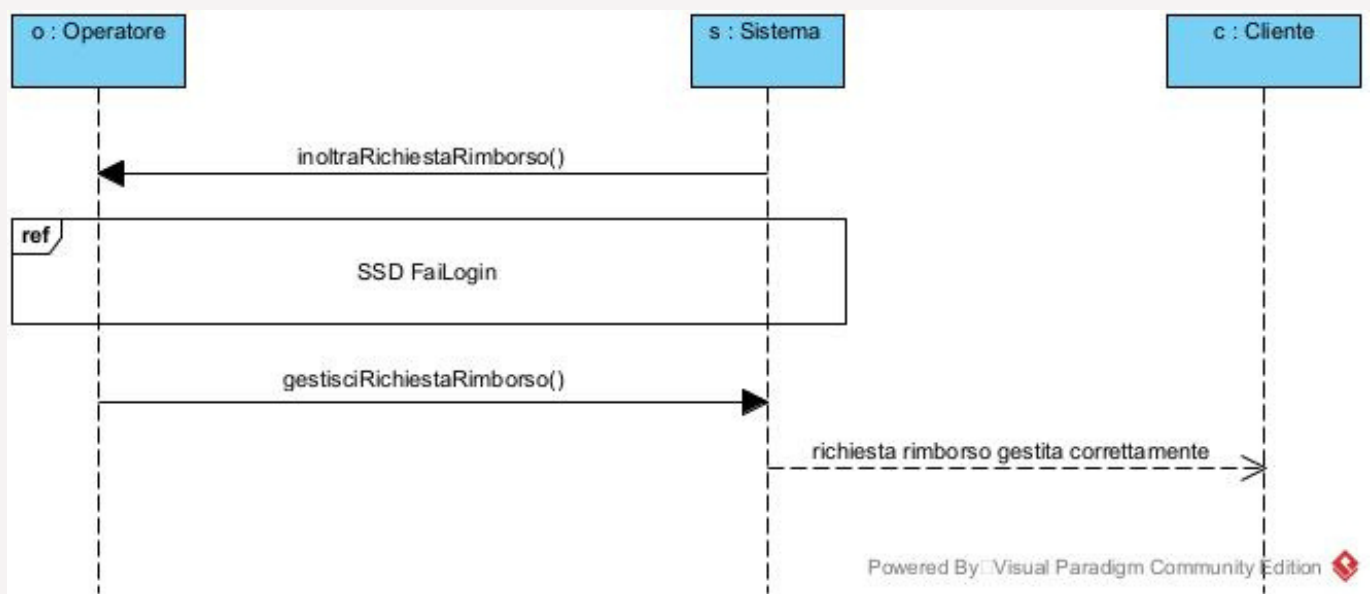 o : Operatore
s : Sistema
c : Cliente
inoltraRichiestaRimborso()
ref
SSD FaiLogin
gestisciRichiestaRimborso()
richiesta rimborso gestita correttamente
Powered By Visual Paradigm Community Edition